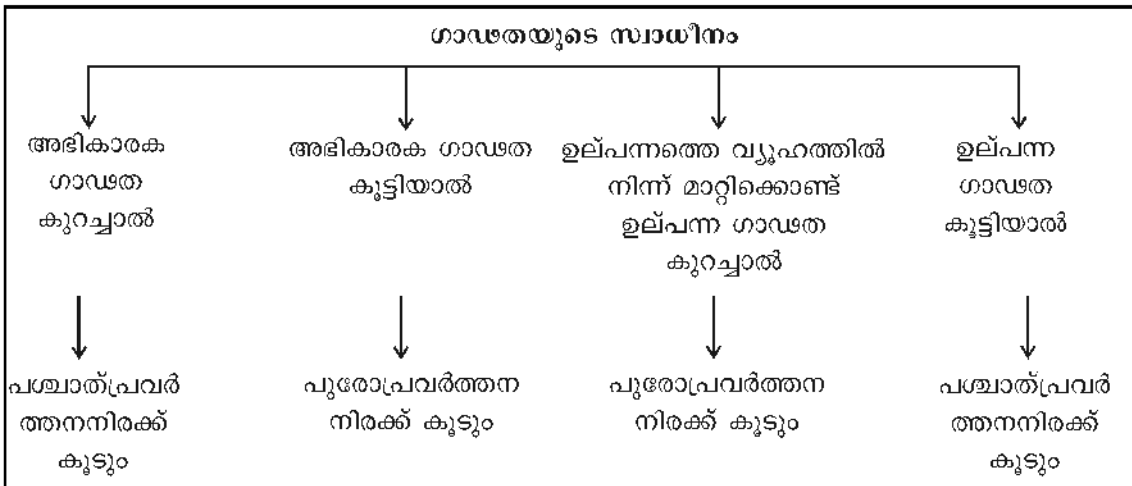 ഗാഢതയുടെ സ്വാധീനം
അഭികാരക
ഗാഢത
കുറച്ചാൽ
അഭികാരക ഗാഢത
കൂട്ടിയാൽ
ഉല്പന്നത്തെ വ്യൂഹത്തിൽ
നിന്ന് മാറ്റിക്കൊണ്ട്
ഉല്പന്ന ഗാഢത
കുറച്ചാൽ
ഉല്പന്ന
ഗാഢത
കൂട്ടിയാൽ
പശ്ചാത്പ്രവർ
ത്തനനിരക്ക്
കൂടും
പുരോപ്രവർത്തന
നിരക്ക് കൂടും
പുരോപ്രവർത്തന
നിരക്ക് കൂടും
പശ്ചാത്പ്രവർ
ത്തനനിരക്ക്
കൂടും